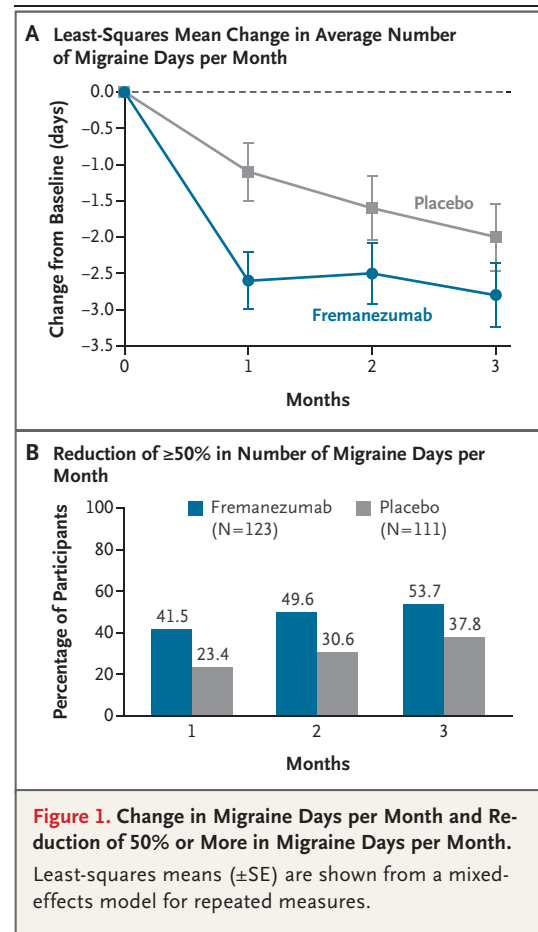 A Least-Squares Mean Change in Average Number
of Migraine Days per Month
Change from Baseline (days)
0.0
−0.5
−1.0
−1.5
−2.0
−2.5
−3.0
−3.5
Placebo
Fremanezumab
0 1 2 3
Months
B Reduction of ≥50% in Number of Migraine Days per
Month
Percentage of Participants
100
80
60
40
20
0
Fremanezumab
(N=123)
Placebo
(N=111)
41.5 23.4 49.6 30.6 53.7 37.8
1 2 3
Months
Figure 1. Change in Migraine Days per Month and Re-
duction of 50% or More in Migraine Days per Month.
Least-squares means (±SE) are shown from a mixed-
effects model for repeated measures.